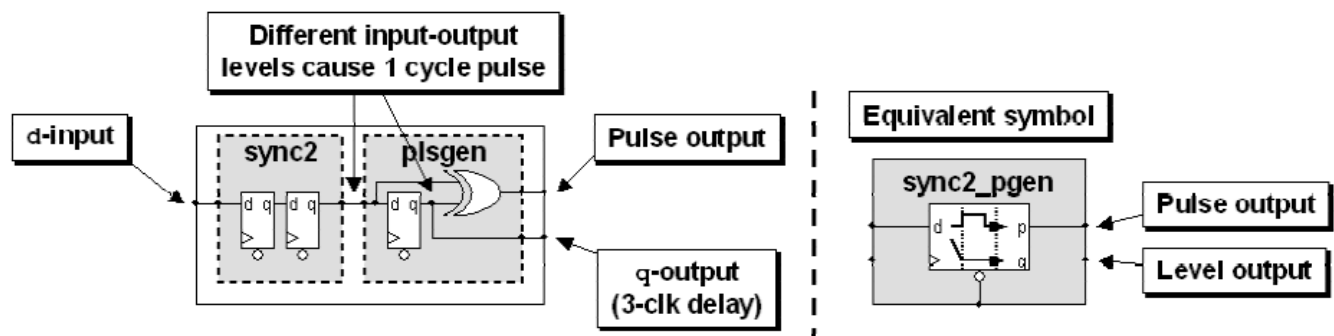 Different input-output
levels cause 1 cycle pulse
d-input
sync2
plsgen
Pulse output
d q
d q
d q
q-output
(3-clk delay)
Equivalent symbol
sync2_pgen
d
p
q
Pulse output
Level output